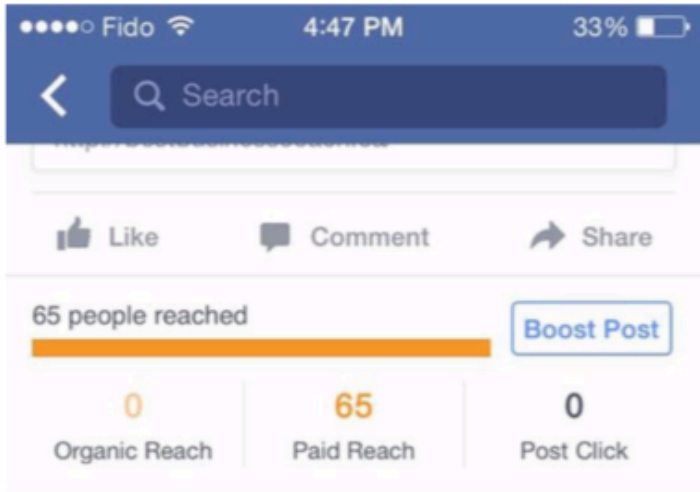 Fido 4:47 PM 33%
Search
Like Comment Share
65 people reached
Boost Post
0 65 0
Organic Reach Paid Reach Post Click